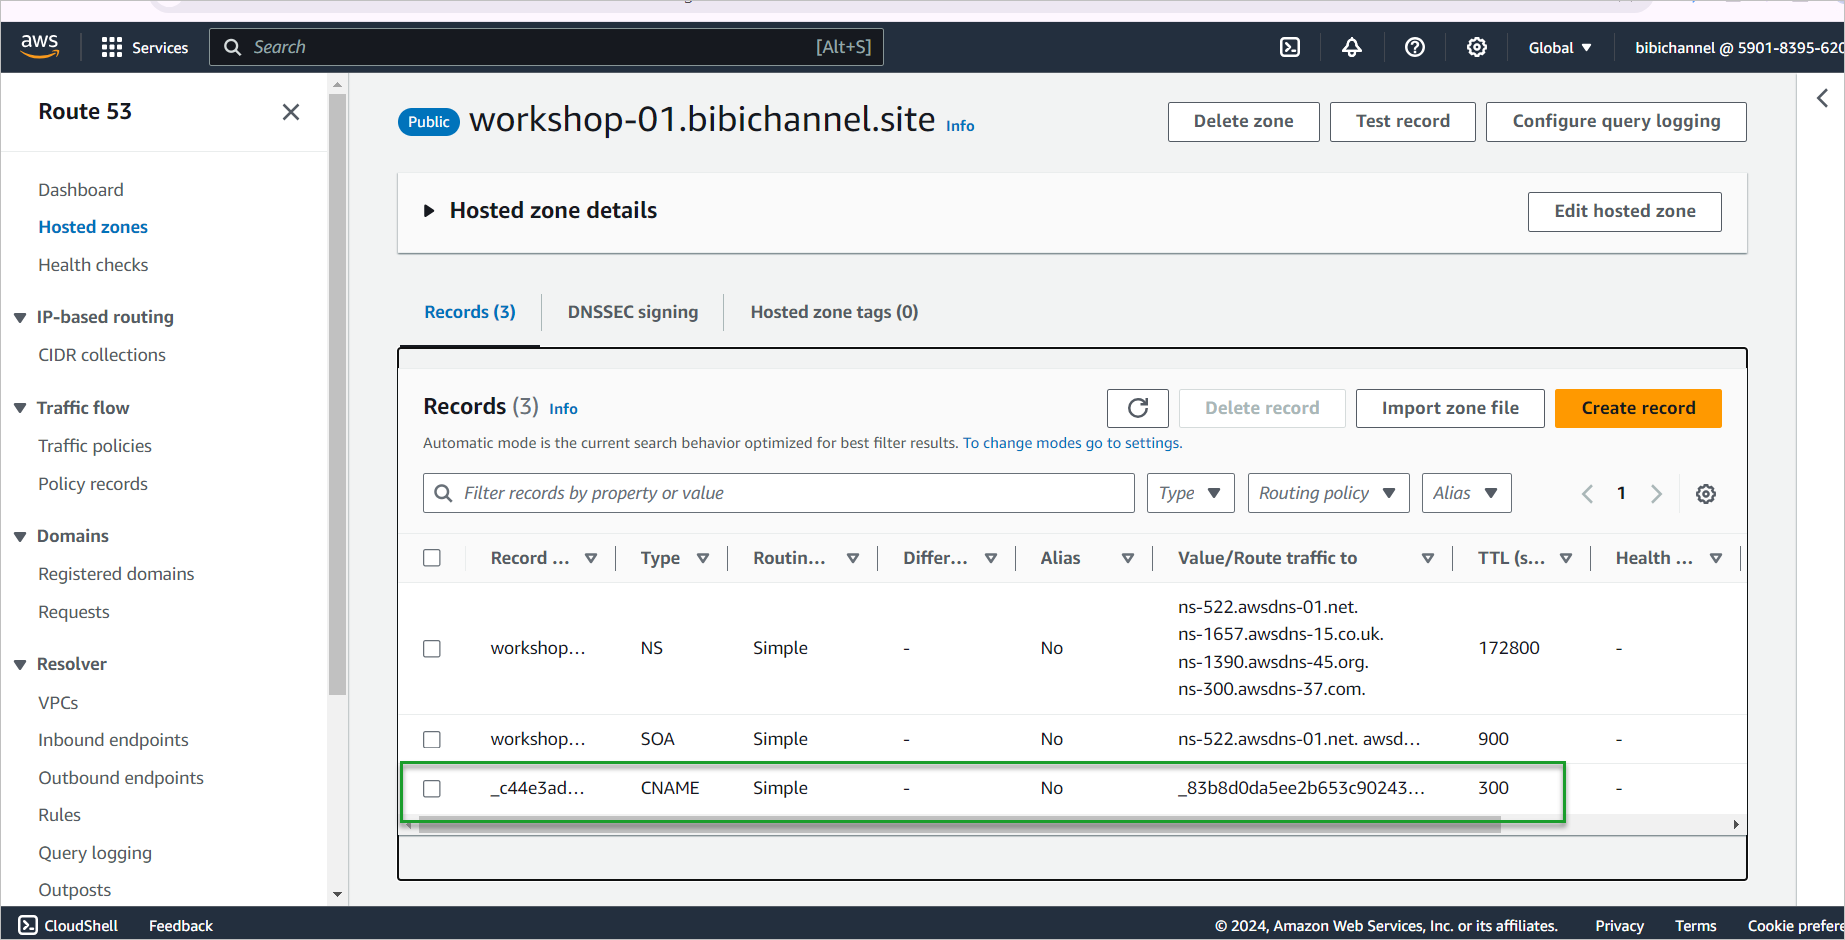 aws
Services
Search
[Alt+S]
Global
bibichannel @ 5901-8395-620
Route 53
Dashboard
Hosted zones
Health checks
IP-based routing
CIDR collections
Traffic flow
Traffic policies
Policy records
Domains
Registered domains
Requests
Resolver
VPCs
Inbound endpoints
Outbound endpoints
Rules
Query logging
Outposts
Public workshop-01.bibichannel.site Info
Delete zone
Test record
Configure query logging
Hosted zone details
Edit hosted zone
Records (3)
DNSSEC signing
Hosted zone tags (0)
Records (3) Info
Delete record
Import zone file
Create record
Automatic mode is the current search behavior optimized for best filter results. To change modes go to settings.
Filter records by property or value
Type
Routing policy
Alias
1
Record ... Type Routin... Differ... Alias Value/Route traffic to TTL (s... Health ...
workshop... NS Simple - No
ns-522.awsdns-01.net.
ns-1657.awsdns-15.co.uk.
ns-1390.awsdns-45.org.
ns-300.awsdns-37.com.
172800 -
workshop... SOA Simple - No ns-522.awsdns-01.net. awsd... 900 -
_c44e3ad... CNAME Simple - No _83b8d0da5ee2b653c90243... 300 -
CloudShell
Feedback
© 2024, Amazon Web Services, Inc. or its affiliates.
Privacy
Terms
Cookie prefere